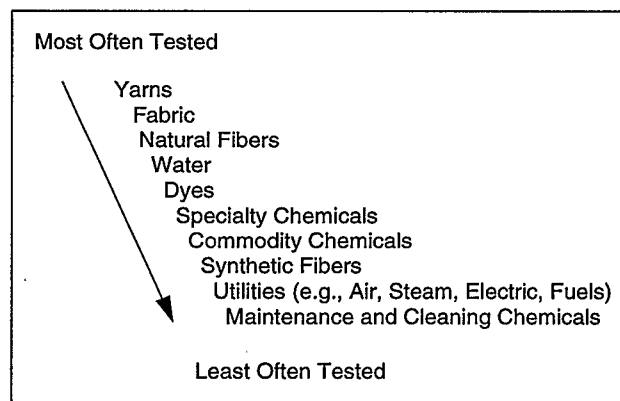 Most Often Tested
Yarns
Fabric
Natural Fibers
Water
Dyes
Specialty Chemicals
Commodity Chemicals
Synthetic Fibers
Utilities (e.g., Air, Steam, Electric, Fuels)
Maintenance and Cleaning Chemicals
Least Often Tested